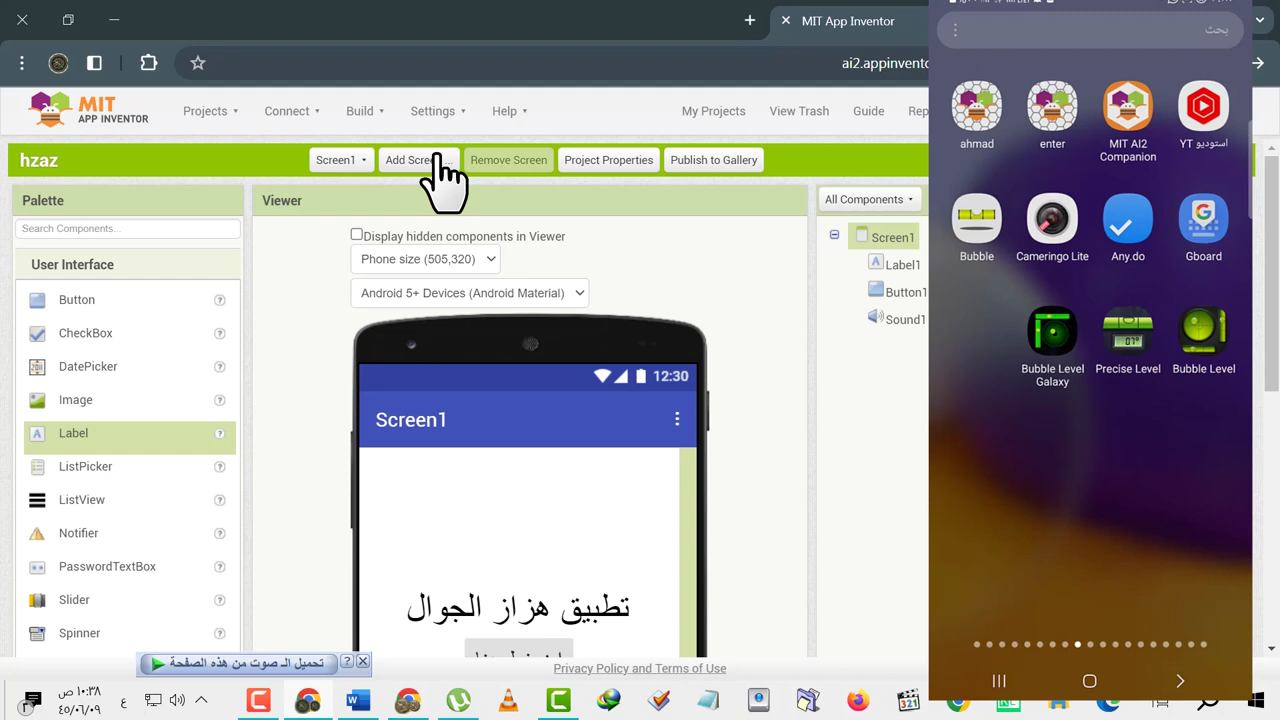 MIT App Inventor
ai2.appinvento
MIT
APP INVENTOR
Projects
Connect
Build
Settings
Help
My Projects
View Trash
Guide
Rep
hzaz
Screen1
Add Scre
Remove Screen
Project Properties
Publish to Gallery
Palette
Search Components...
User Interface
Button
CheckBox
DatePicker
Image
Label
ListPicker
ListView
Notifier
PasswordTextBox
Slider
Spinner
Viewer
Display hidden components in Viewer
Phone size (505,320)
Android 5+ Devices (Android Material)
12:30
Screen1
تطبيق هزاز الجوال
All Components
Screen1
Label1
Button1
Sound1
Privacy Policy and Terms of Use
تحميل الـ صوت من هذه الصفحة
?
بحث
ahmad
enter
MIT AI2
Companion
استوديو YT
Bubble
Cameringo Lite
Any.do
Gboard
Bubble Level
Galaxy
Precise Level
Bubble Level
07°
١٠:٣٨ ص
٤٥/٠٦/٠٩
321